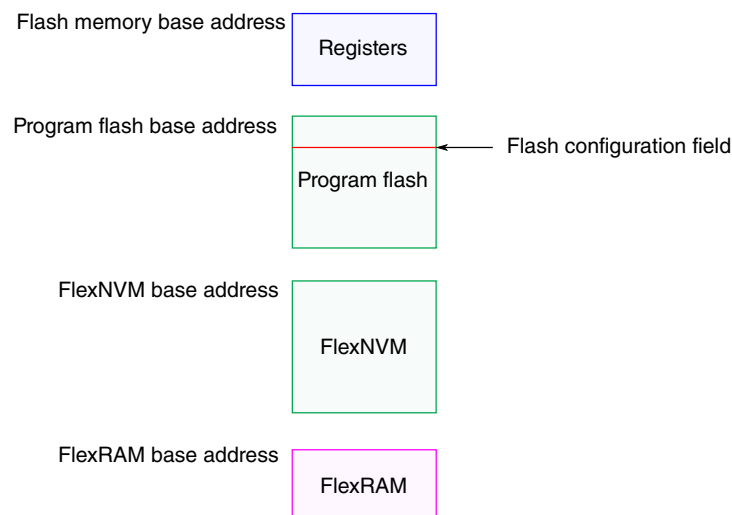 Flash memory base address
Registers
Program flash base address
Flash configuration field
Program flash
FlexNVM base address
FlexNVM
FlexRAM base address
FlexRAM